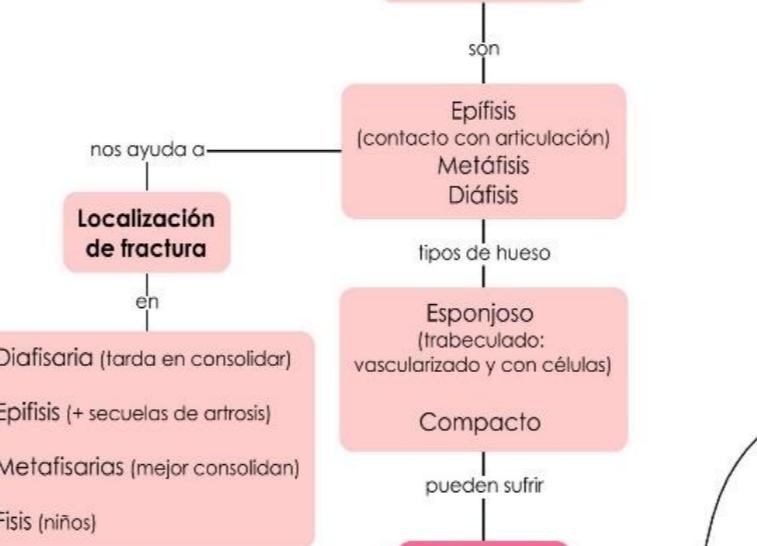 son
Epífisis
(contacto con articulación)
Metáfisis
Diáfisis
nos ayuda a
Localización
de fractura
en
Diafisaria (tarda en consolidar)
Epifisis (+ secuelas de artrosis)
Metafisarias (mejor consolidan)
Fisis (niños)
tipos de hueso
Esponjoso
(trabeculado:
vascularizado y con células)
Compacto
pueden sufrir